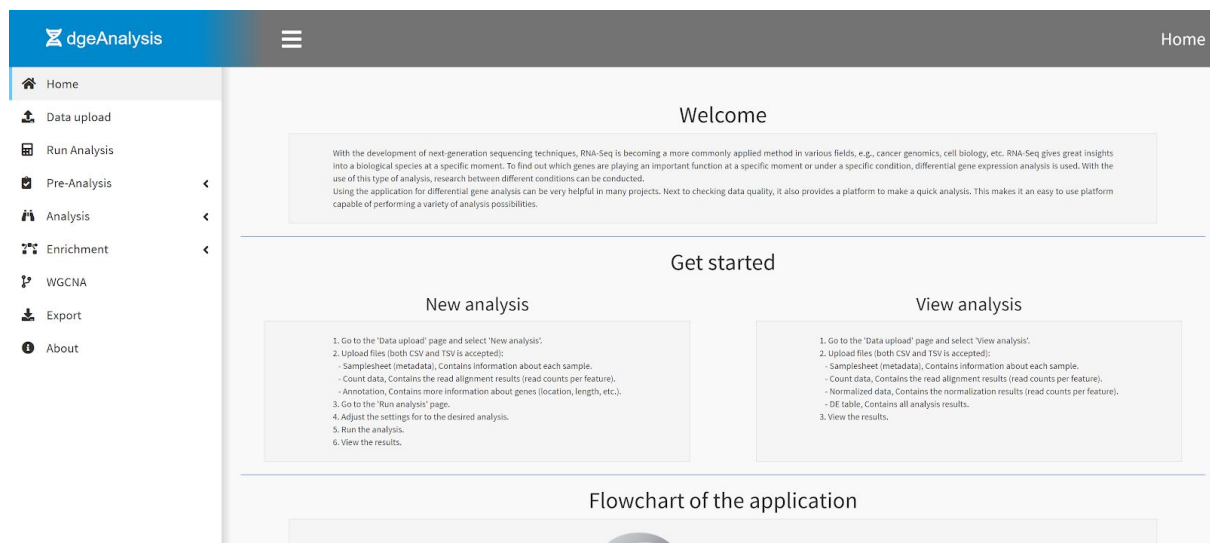 dgeAnalysis
Home
Home
Data upload
Run Analysis
Pre-Analysis
Analysis
Enrichment
WGCNA
Export
About
Welcome
With the development of next-generation sequencing techniques, RNA-Seq is becoming a more commonly applied method in various fields, e.g., cancer genomics, cell biology, etc. RNA-Seq gives great insights
into a biological species at a specific moment. To find out which genes are playing an important function at a specific moment or under a specific condition, differential gene expression analysis is used. With the
use of this type of analysis, research between different conditions can be conducted.
Using the application for differential gene analysis can be very helpful in many projects. Next to checking data quality, it also provides a platform to make a quick analysis. This makes it an easy to use platform
capable of performing a variety of analysis possibilities.
Get started
New analysis
1. Go to the 'Data upload' page and select 'New analysis'.
2. Upload files (both CSV and TSV is accepted):
- Samplesheet (metadata), Contains information about each sample.
- Count data, Contains the read alignment results (read counts per feature).
- Annotation, Contains more information about genes (location, length, etc.).
3. Go to the 'Run analysis' page.
4. Adjust the settings for to the desired analysis.
5. Run the analysis.
6. View the results.
View analysis
1. Go to the 'Data upload' page and select 'View analysis'.
2. Upload files (both CSV and TSV is accepted):
- Samplesheet (metadata), Contains information about each sample.
- Count data, Contains the read alignment results (read counts per feature).
- Normalized data, Contains the normalization results (read counts per feature).
- DE table, Contains all analysis results.
3. View the results.
Flowchart of the application